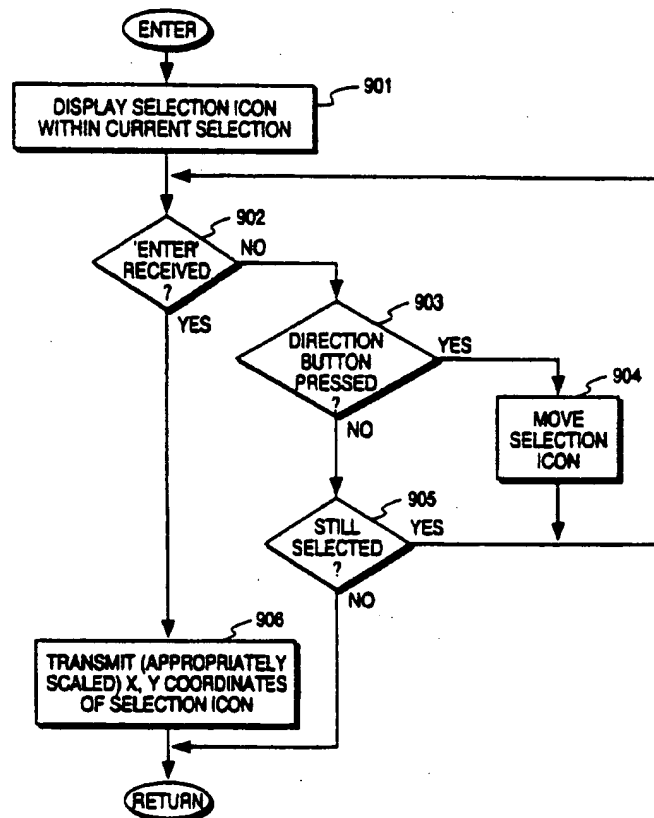 ENTER
901
DISPLAY SELECTION ICON
WITHIN CURRENT SELECTION
902
'ENTER'
RECEIVED
?
NO
YES
903
DIRECTION
BUTTON
PRESSED
?
YES
NO
904
MOVE
SELECTION
ICON
905
STILL
SELECTED
?
YES
NO
906
TRANSMIT (APPROPRIATELY
SCALED) X, Y COORDINATES
OF SELECTION ICON
RETURN